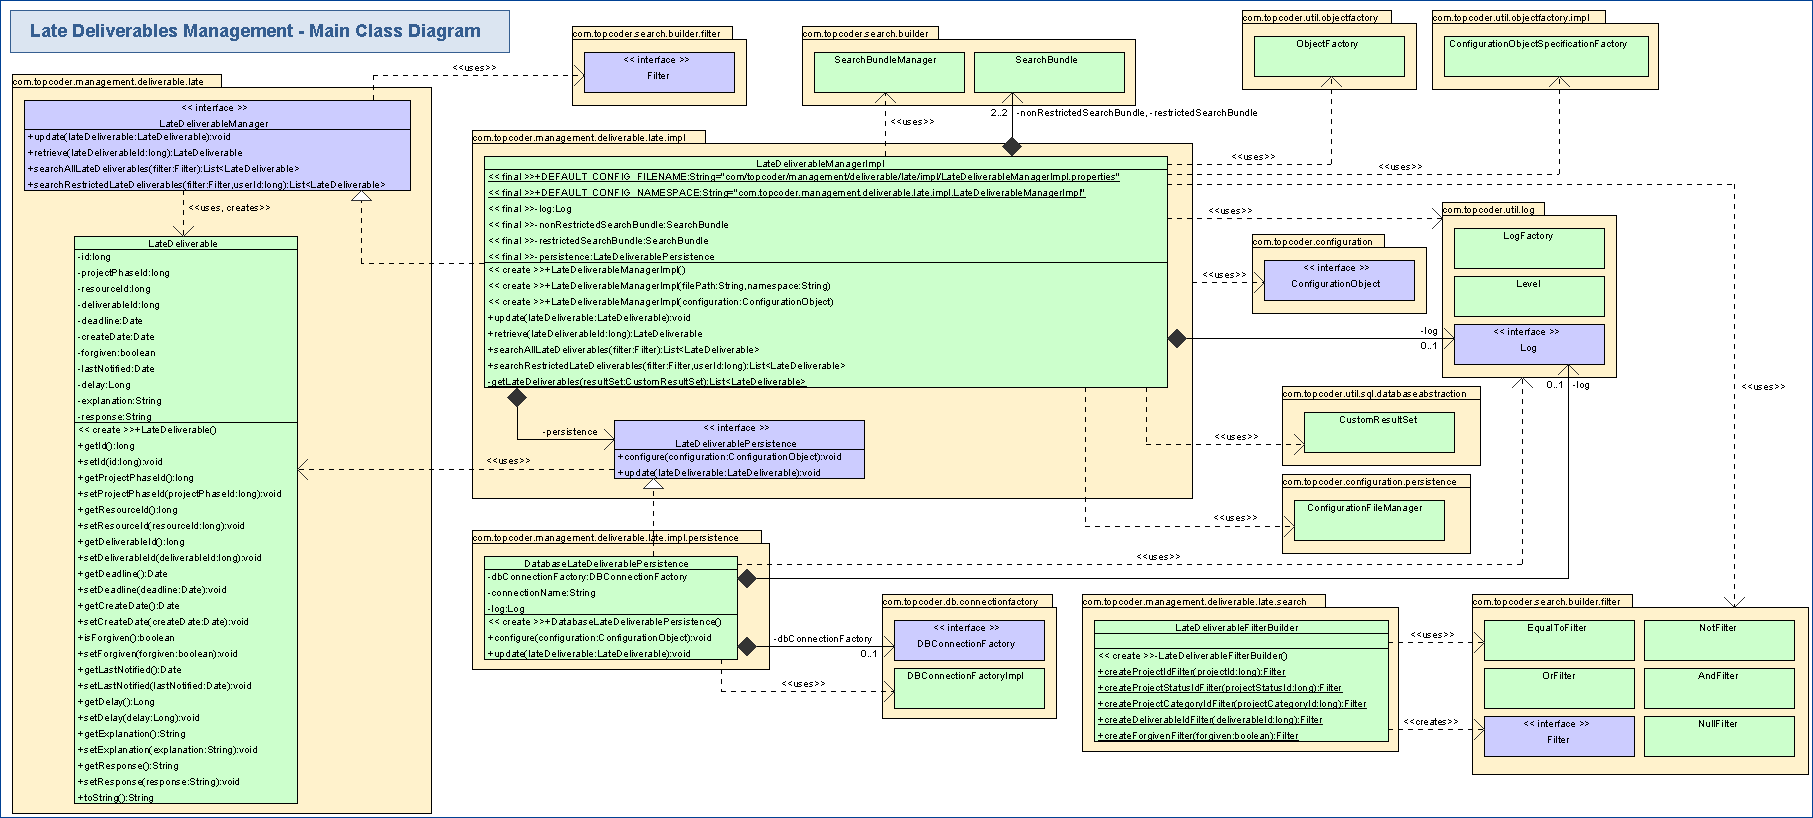 Late Deliverables Management - Main Class Diagram
com.topcoder.management.deliverable.late
<< interface >>
LateDeliverableManager
+update(lateDeliverable:LateDeliverable):void
+retrieve(lateDeliverableId:long):LateDeliverable
+searchAllLateDeliverables(filter:Filter):List<LateDeliverable>
+searchRestrictedLateDeliverables(filter:Filter,userId:long):List<LateDeliverable>
<<uses, creates>>
LateDeliverable
-id:long
-projectPhaseId:long
-resourceId:long
-deliverableId:long
-deadline:Date
-createDate:Date
-forgiven:boolean
-lastNotified:Date
-delay:Long
-explanation:String
-response:String
<< create >>+LateDeliverable()
+getId():long
+setId(id:long):void
+getProjectPhaseId():long
+setProjectPhaseId(projectPhaseId:long):void
+getResourceId():long
+setResourceId(resourceId:long):void
+getDeliverableId():long
+setDeliverableId(deliverableId:long):void
+getDeadline():Date
+setDeadline(deadline:Date):void
+getCreateDate():Date
+setCreateDate(createDate:Date):void
+isForgiven():boolean
+setForgiven(forgiven:boolean):void
+getLastNotified():Date
+setLastNotified(lastNotified:Date):void
+getDelay():Long
+setDelay(delay:Long):void
+getExplanation():String
+setExplanation(explanation:String):void
+getResponse():String
+setResponse(response:String):void
+toString():String
<<uses>>
com.topcoder.search.builder.filter
<< interface >>
Filter
com.topcoder.search.builder
SearchBundleManager
SearchBundle
<<uses>>
2..2
-nonRestrictedSearchBundle, -restrictedSearchBundle
com.topcoder.util.objectfactory
ObjectFactory
com.topcoder.util.objectfactory.impl
ConfigurationObjectSpecificationFactory
<<uses>>
<<uses>>
com.topcoder.management.deliverable.late.impl
LateDeliverableManagerImpl
<< final >>+DEFAULT_CONFIG_FILENAME:String="com/topcoder/management/deliverable/late/impl/LateDeliverableManagerImpl.properties"
<< final >>+DEFAULT_CONFIG_NAMESPACE:String="com.topcoder.management.deliverable.late.impl.LateDeliverableManagerImpl"
<< final >>-log:Log
<< final >>-nonRestrictedSearchBundle:SearchBundle
<< final >>-restrictedSearchBundle:SearchBundle
<< final >>-persistence:LateDeliverablePersistence
<< create >>+LateDeliverableManagerImpl()
<< create >>+LateDeliverableManagerImpl(filePath:String,namespace:String)
<< create >>+LateDeliverableManagerImpl(configuration:ConfigurationObject)
+update(lateDeliverable:LateDeliverable):void
+retrieve(lateDeliverableId:long):LateDeliverable
+searchAllLateDeliverables(filter:Filter):List<LateDeliverable>
+searchRestrictedLateDeliverables(filter:Filter,userId:long):List<LateDeliverable>
-getLateDeliverables(resultSet:CustomResultSet):List<LateDeliverable>
-persistence
<< interface >>
LateDeliverablePersistence
+configure(configuration:ConfigurationObject):void
+update(lateDeliverable:LateDeliverable):void
<<uses>>
<<uses>>
com.topcoder.util.log
LogFactory
Level
<< interface >>
Log
-log
0..1
0..1
-log
com.topcoder.configuration
<< interface >>
ConfigurationObject
<<uses>>
<<uses>>
com.topcoder.util.sql.databaseabstraction
CustomResultSet
<<uses>>
com.topcoder.configuration.persistence
ConfigurationFileManager
<<uses>>
<<uses>>
com.topcoder.management.deliverable.late.impl.persistence
DatabaseLateDeliverablePersistence
-dbConnectionFactory:DBConnectionFactory
-connectionName:String
-log:Log
<< create >>+DatabaseLateDeliverablePersistence()
+configure(configuration:ConfigurationObject):void
+update(lateDeliverable:LateDeliverable):void
-dbConnectionFactory
0..1
<<uses>>
com.topcoder.db.connectionfactory
<< interface >>
DBConnectionFactory
DBConnectionFactoryImpl
com.topcoder.management.deliverable.late.search
LateDeliverableFilterBuilder
<< create >>-LateDeliverableFilterBuilder()
+createProjectIdFilter(projectId:long):Filter
+createProjectStatusIdFilter(projectStatusId:long):Filter
+createProjectCategoryIdFilter(projectCategoryId:long):Filter
+createDeliverableIdFilter(deliverableId:long):Filter
+createForgivenFilter(forgiven:boolean):Filter
<<uses>>
<<creates>>
com.topcoder.search.builder.filter
EqualToFilter
NotFilter
OrFilter
AndFilter
<< interface >>
Filter
NullFilter